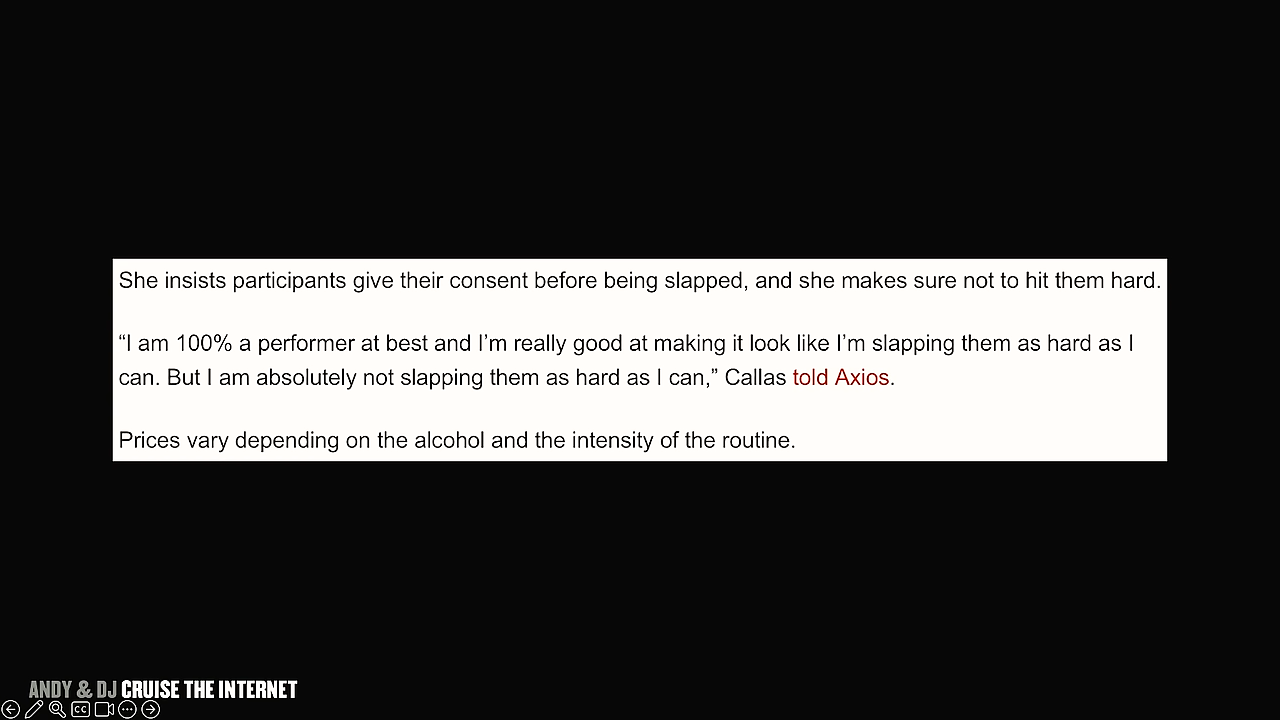 She insists participants give their consent before being slapped, and she makes sure not to hit them hard.
“I am 100% a performer at best and I’m really good at making it look like I’m slapping them as hard as I
can. But I am absolutely not slapping them as hard as I can,” Callas told Axios.
Prices vary depending on the alcohol and the intensity of the routine.
ANDY & DJ CRUISE THE INTERNET
CC